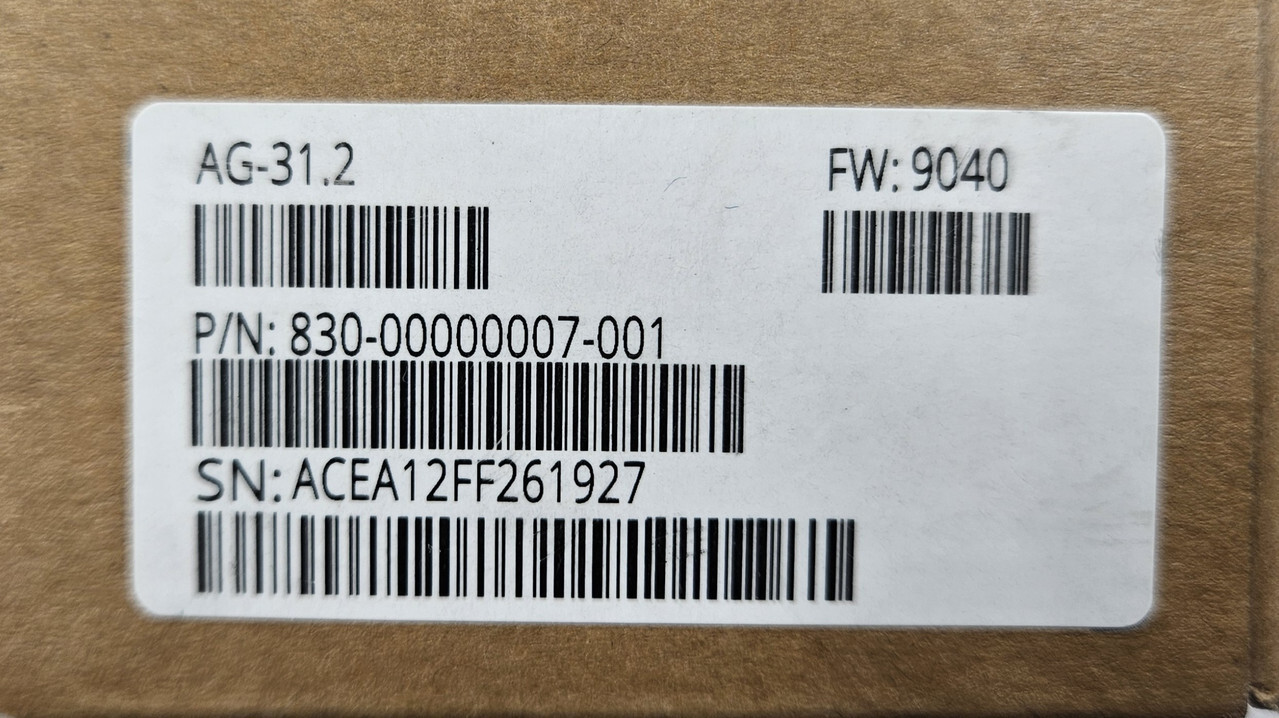 AG-31.2
FW: 9040
P/N: 830-00000007-001
SN: ACEA12FF261927